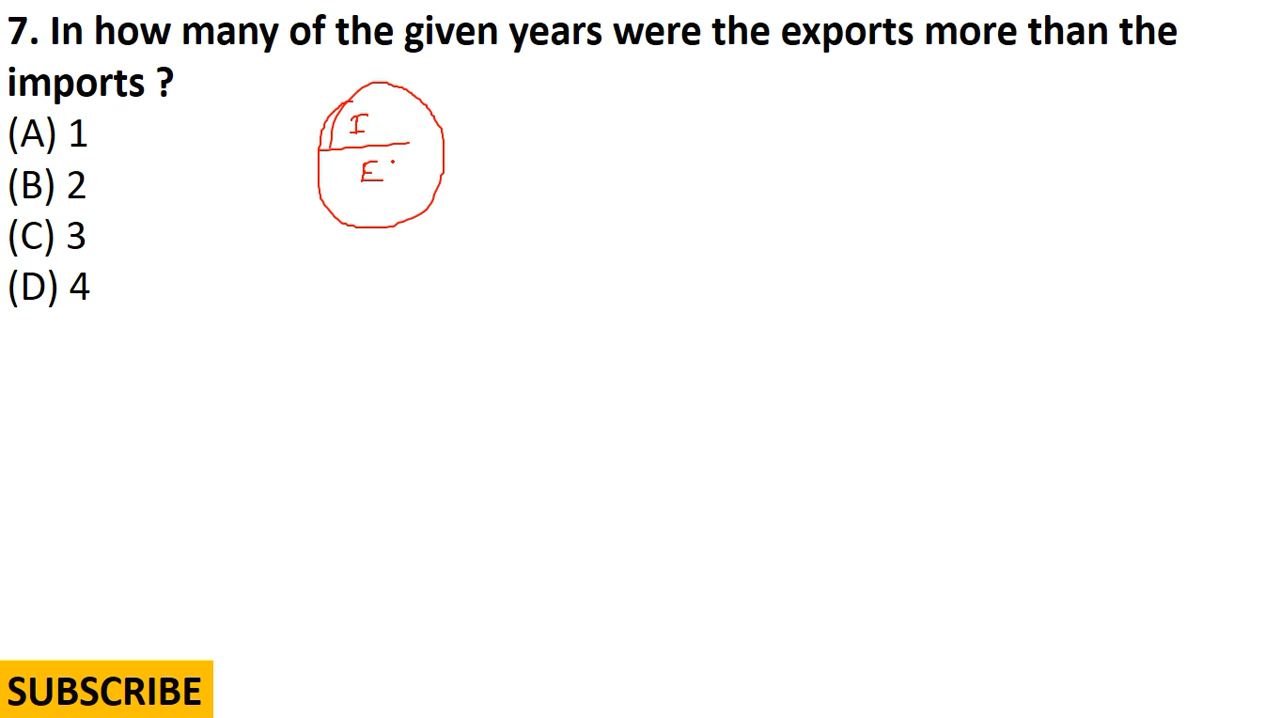 7. In how many of the given years were the exports more than the
imports ?
(A) 1
(B) 2
(C) 3
(D) 4
I
E
SUBSCRIBE